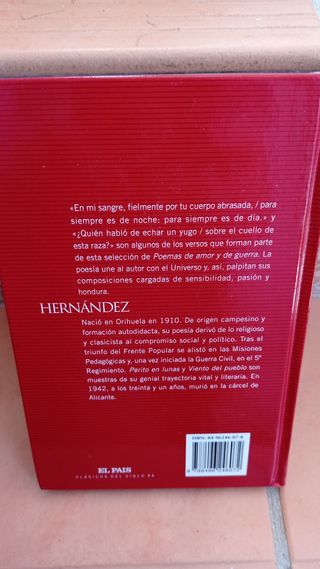 «En mi sangre, fielmente por tu cuerpo abrasada, / para
siempre es de noche: para siempre es de día.» y
«¿Quién habló de echar un yugo / sobre el cuello de
esta raza?» son algunos de los versos que forman parte
de esta selección de Poemas de amor y de guerra. La
poesía une al autor con el Universo y, así, palpitan sus
composiciones cargadas de sensibilidad, pasión y
hondura.
HERNÁNDEZ
Nació en Orihuela en 1910. De origen campesino y
formación autodidacta, su poesía derivó de lo religioso
y clasicista al compromiso social y político. Tras el
triunfo del Frente Popular se alistó en las Misiones
Pedagógicas y, una vez iniciada la Guerra Civil, en el 5º
Regimiento. Perito en lunas y Viento del pueblo son
muestras de su genial trayectoria vital y literaria. En
1942, a los treinta y un años, murió en la cárcel de
Alicante.
EL PAIS
CLÁSICOS DEL SIGLO XX